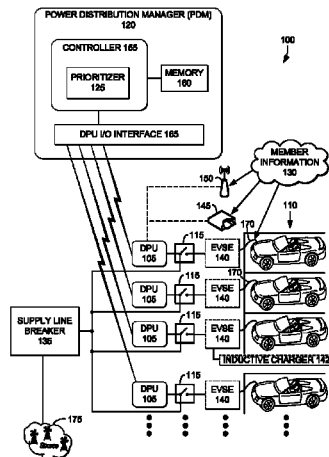 POWER DISTRIBUTION MANAGER (PDM)
120
CONTROLLER 155
PRIORITIZER
125
MEMORY
160
DPU I/O INTERFACE 165
100
MEMBER
INFORMATION
130
150
145
170
110
115
DPU
105
EVSE
140
170
115
DPU
105
EVSE
140
115
DPU
105
EVSE
140
INDUCTIVE CHARGER 142
SUPPLY LINE
BREAKER
135
115
DPU
105
EVSE
140
175